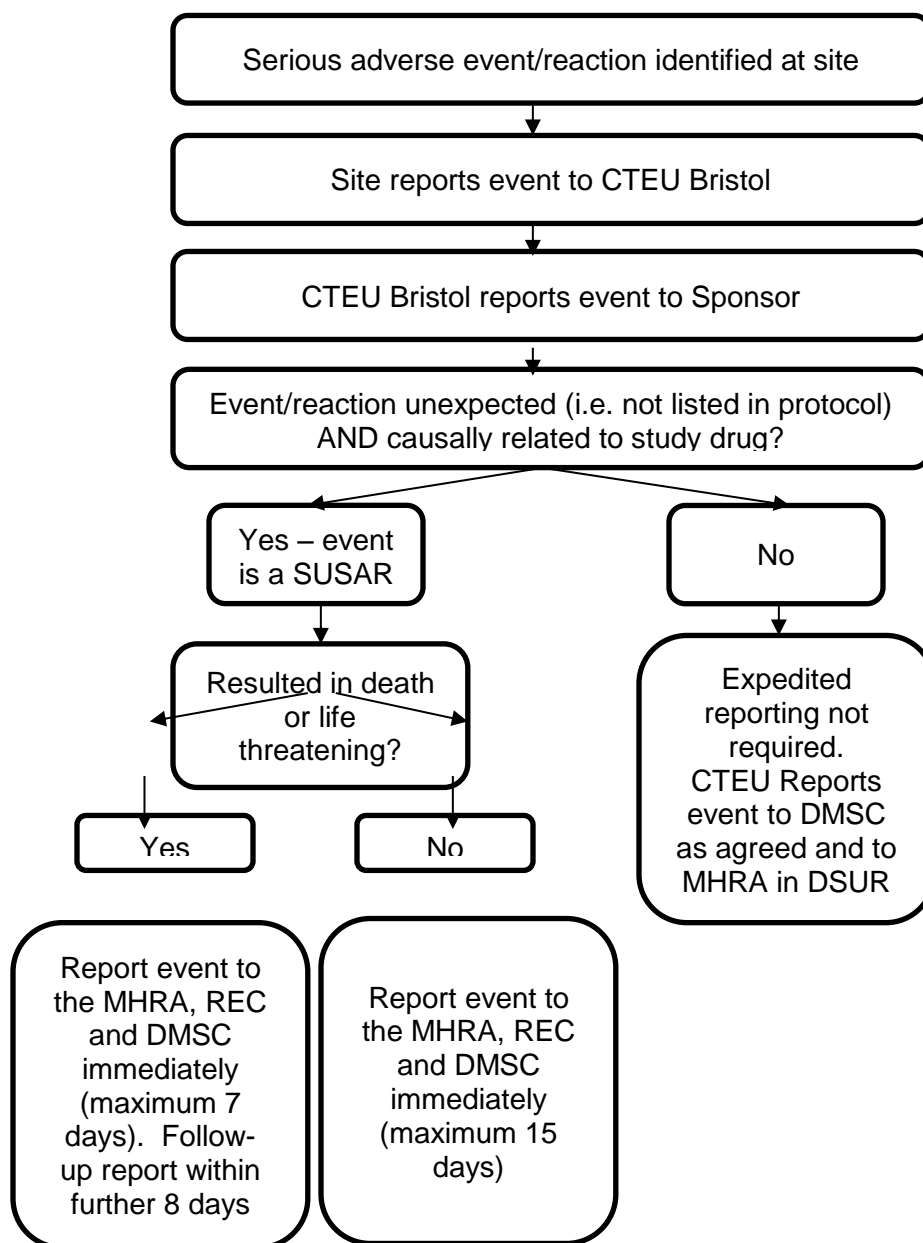 Serious adverse event/reaction identified at site
Site reports event to CTEU Bristol
CTEU Bristol reports event to Sponsor
Event/reaction unexpected (i.e. not listed in protocol)
AND causally related to study drug?
Yes – event
is a SUSAR
No
Resulted in death
or life
threatening?
Expedited
reporting not
required.
CTEU Reports
event to DMSC
as agreed and to
MHRA in DSUR
Yes
No
Report event to
the MHRA, REC
and DMSC
immediately
(maximum 7
days). Follow-
up report within
further 8 days
Report event to
the MHRA, REC
and DMSC
immediately
(maximum 15
days)